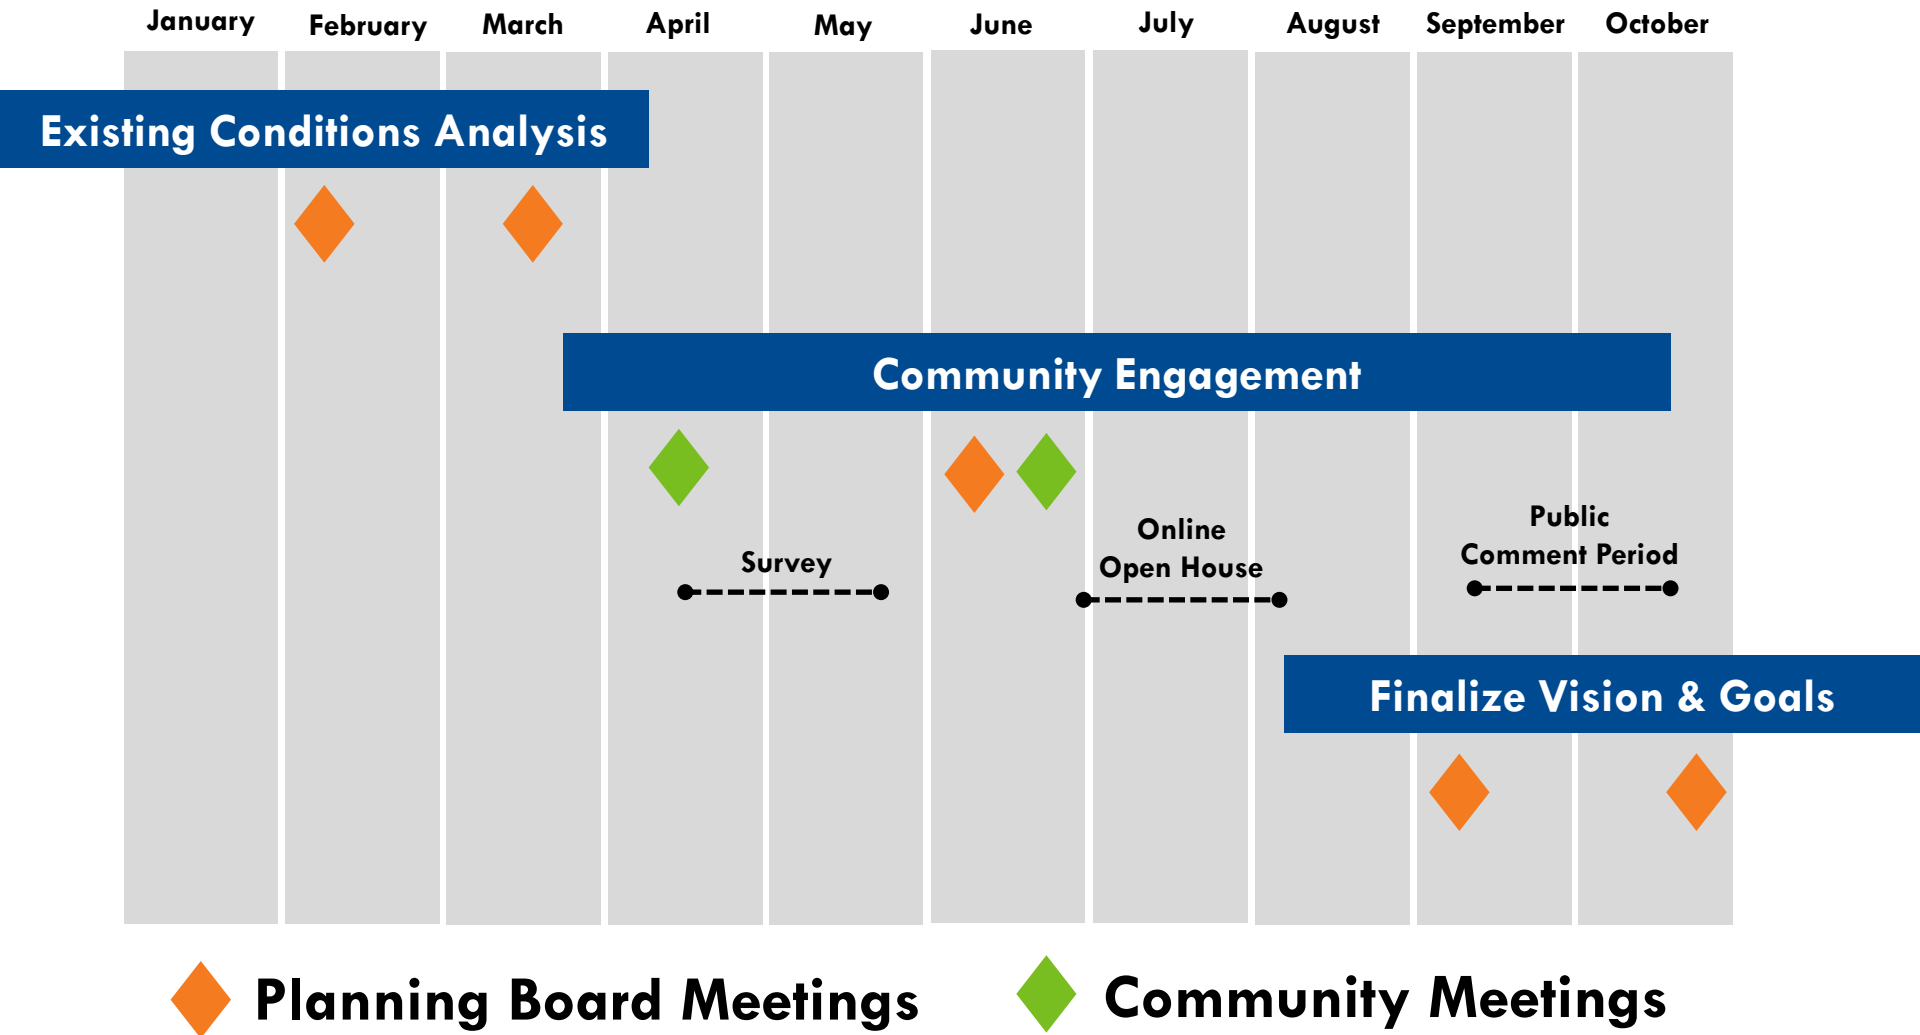 January February March April May June July August September October
Existing Conditions Analysis
Community Engagement
Survey
Online
Open House
Public
Comment Period
Finalize Vision & Goals
Planning Board Meetings
Community Meetings